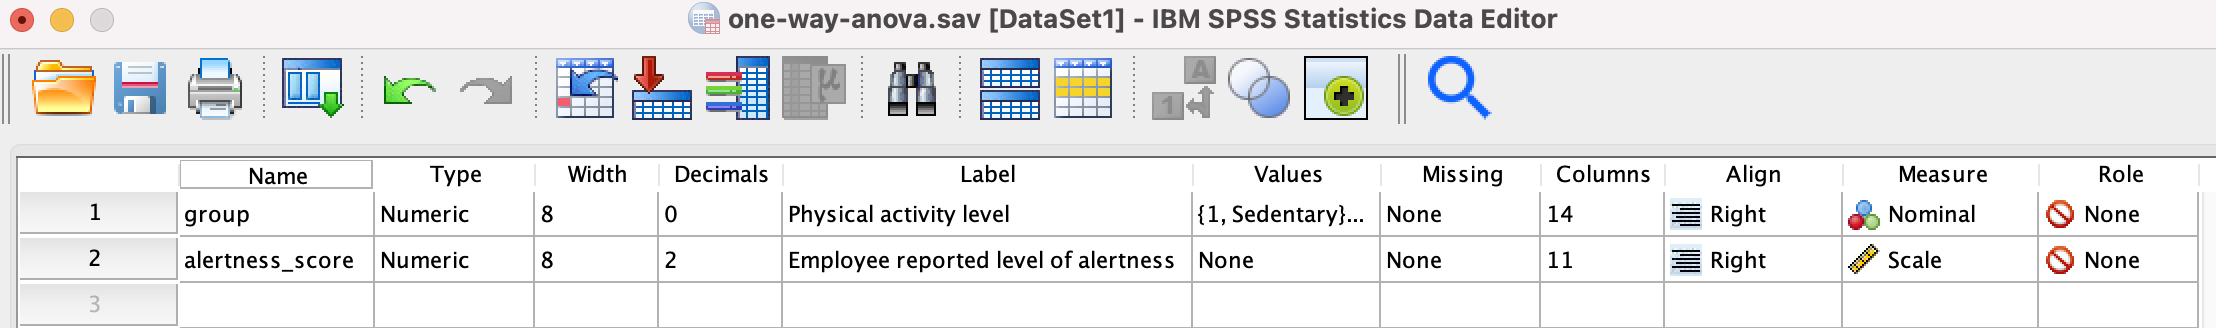 one-way-anova.sav [DataSet1] - IBM SPSS Statistics Data Editor
A
1
μ
Name Type Width Decimals Label Values Missing Columns Align Measure Role
1 group Numeric 8 0 Physical activity level {1, Sedentary}... None 14 Right Nominal None
2 alertness_score Numeric 8 2 Employee reported level of alertness None None 11 Right Scale None
3